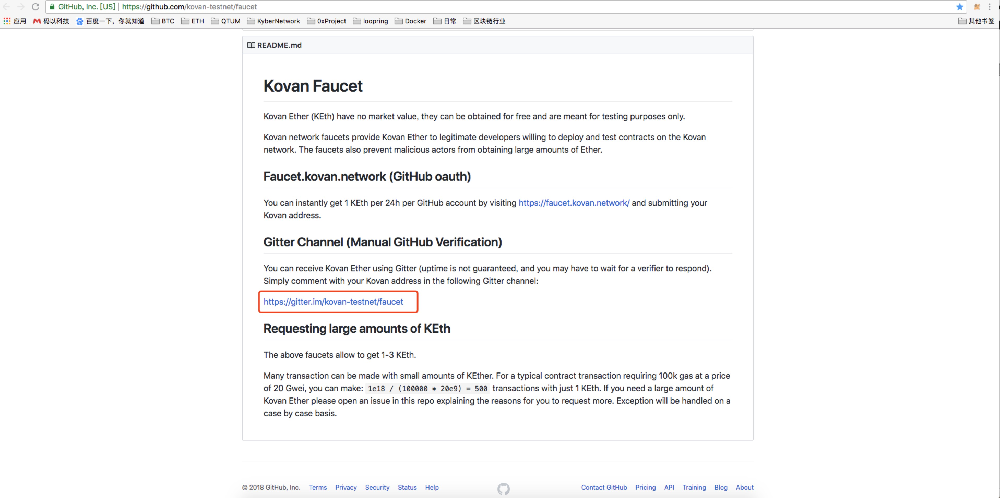 GitHub, Inc. [US] https://github.com/kovan-testnet/faucet
应用 码以科技 百度一下，你就知道 BTC ETH QTUM KyberNetwork 0xProject loopring Docker 日常 区块链行业 其他书签
README.md
Kovan Faucet
Kovan Ether (KEth) have no market value, they can be obtained for free and are meant for testing purposes only.
Kovan network faucets provide Kovan Ether to legitimate developers willing to deploy and test contracts on the Kovan
network. The faucets also prevent malicious actors from obtaining large amounts of Ether.
Faucet.kovan.network (GitHub oauth)
You can instantly get 1 KEth per 24h per GitHub account by visiting https://faucet.kovan.network/ and submitting your
Kovan address.
Gitter Channel (Manual GitHub Verification)
You can receive Kovan Ether using Gitter (uptime is not guaranteed, and you may have to wait for a verifier to respond).
Simply comment with your Kovan address in the following Gitter channel:
https://gitter.im/kovan-testnet/faucet
Requesting large amounts of KEth
The above faucets allow to get 1-3 KEth.
Many transaction can be made with small amounts of KEther. For a typical contract transaction requiring 100k gas at a price
of 20 Gwei, you can make: 1e18 / (100000 * 20e9) = 500 transactions with just 1 KEth. If you need a large amount of
Kovan Ether please open an issue in this repo explaining the reasons for you to request more. Exception will be handled on a
case by case basis.
© 2018 GitHub, Inc. Terms Privacy Security Status Help Contact GitHub Pricing API Training Blog About